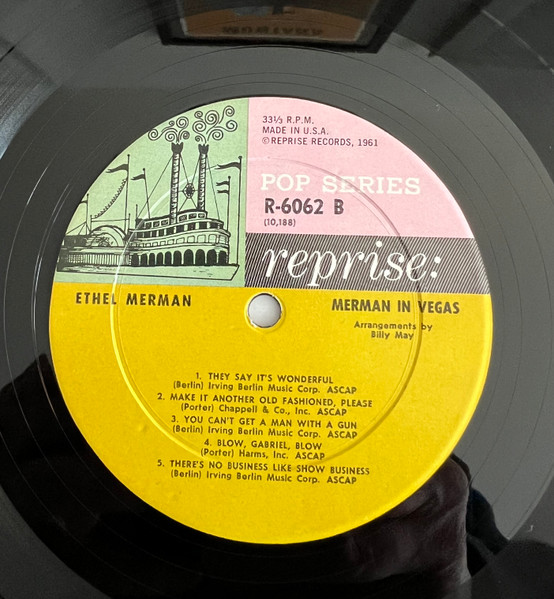 33⅓ R.P.M.
MADE IN U.S.A.
©REPRISE RECORDS, 1961
POP SERIES
R-6062 B
(10,188)
reprise:
ETHEL MERMAN
MERMAN IN VEGAS
Arrangements by
Billy May
1. THEY SAY IT'S WONDERFUL
(Berlin) Irving Berlin Music Corp. ASCAP
2. MAKE IT ANOTHER OLD FASHIONED, PLEASE
(Porter) Chappell & Co., Inc. ASCAP
3. YOU CAN'T GET A MAN WITH A GUN
(Berlin) Irving Berlin Music Corp. ASCAP
4. BLOW, GABRIEL, BLOW
(Porter) Harms, Inc. ASCAP
5. THERE'S NO BUSINESS LIKE SHOW BUSINESS
(Berlin) Irving Berlin Music Corp. ASCAP